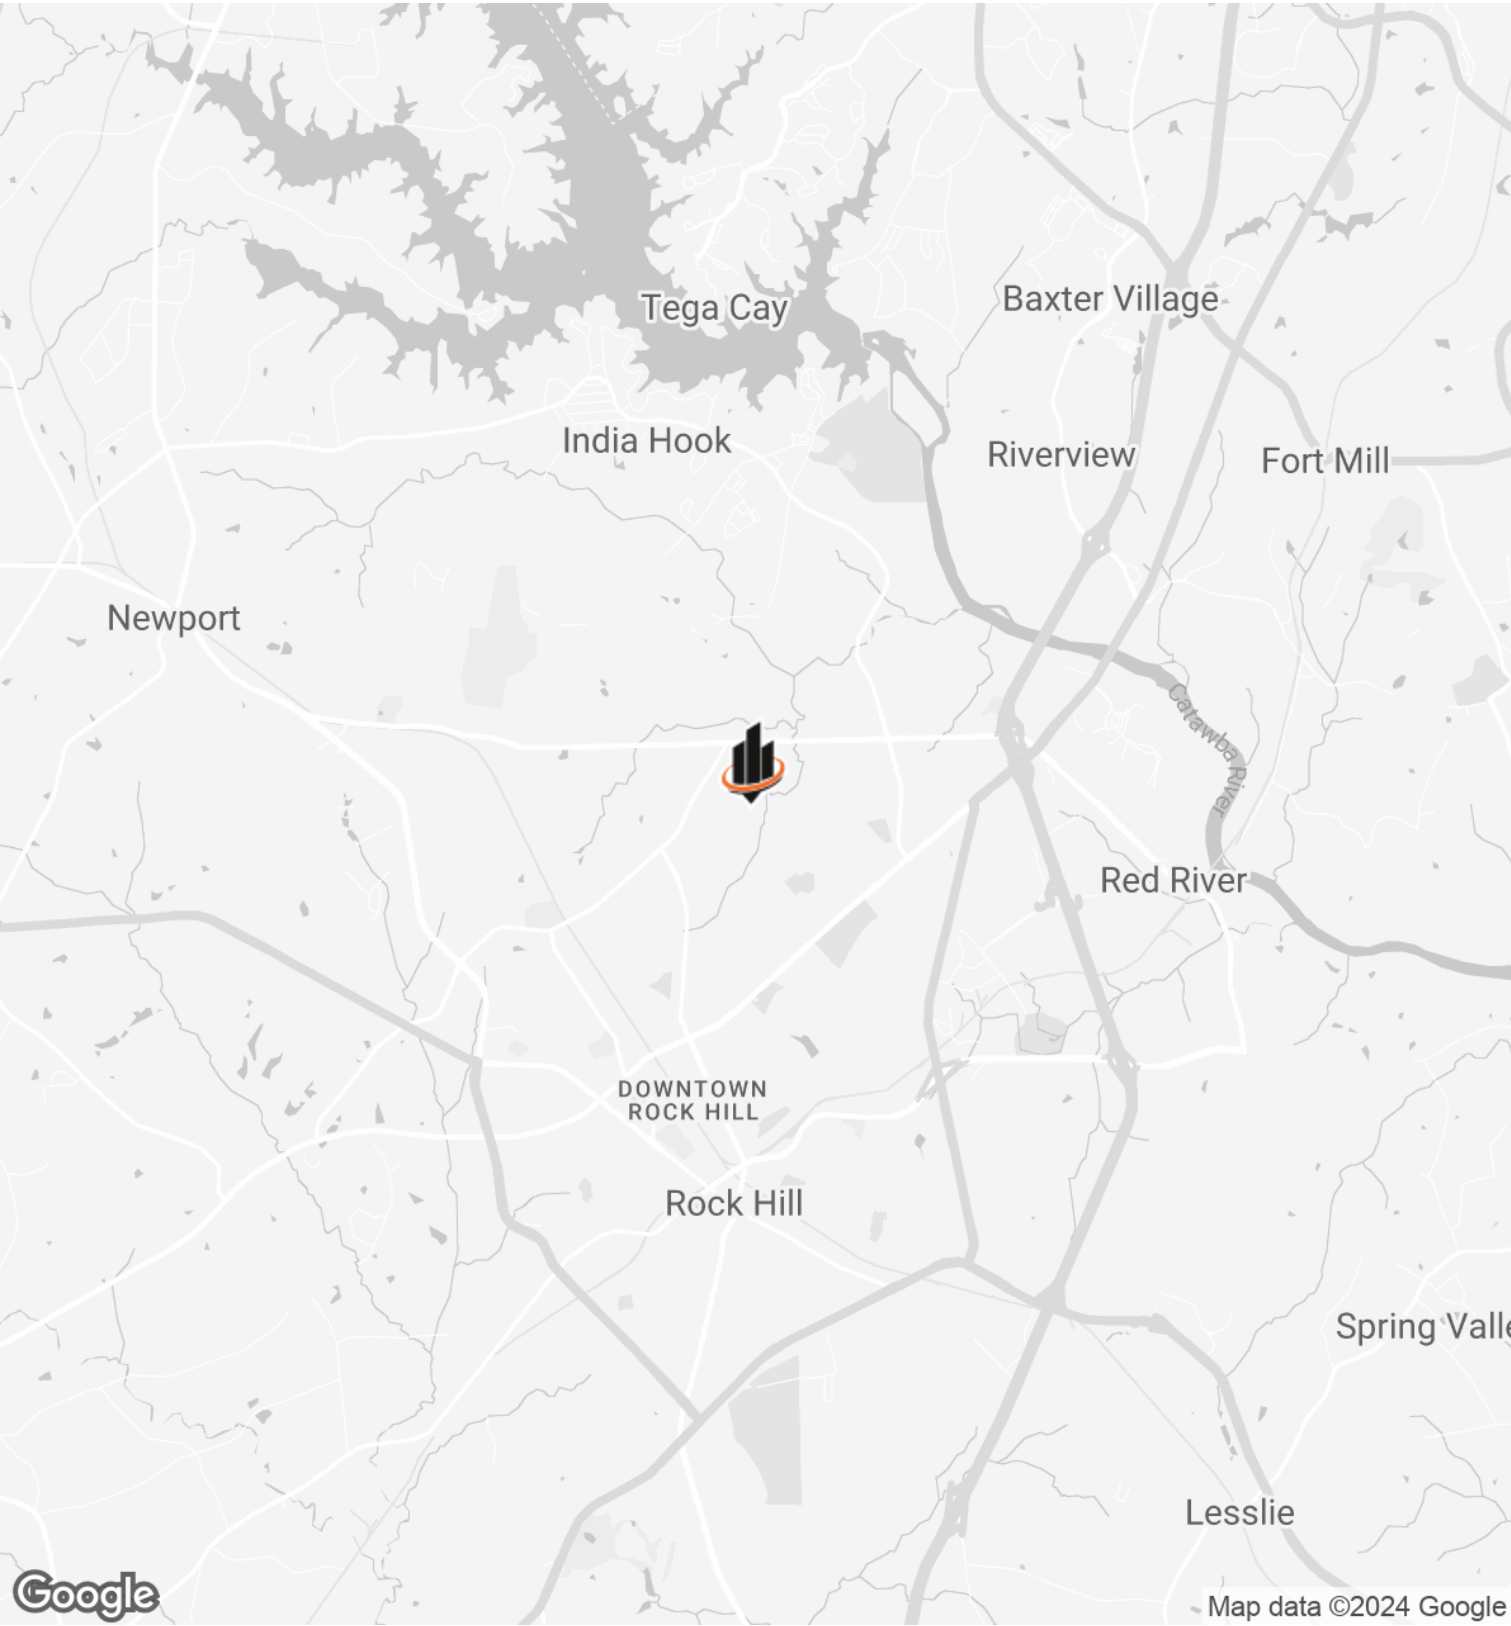 Tega Cay
Baxter Village
India Hook
Riverview
Fort Mill
Newport
Catawba River
Red River
DOWNTOWN
ROCK HILL
Rock Hill
Spring Valle
Lesslie
Google
Map data ©2024 Google